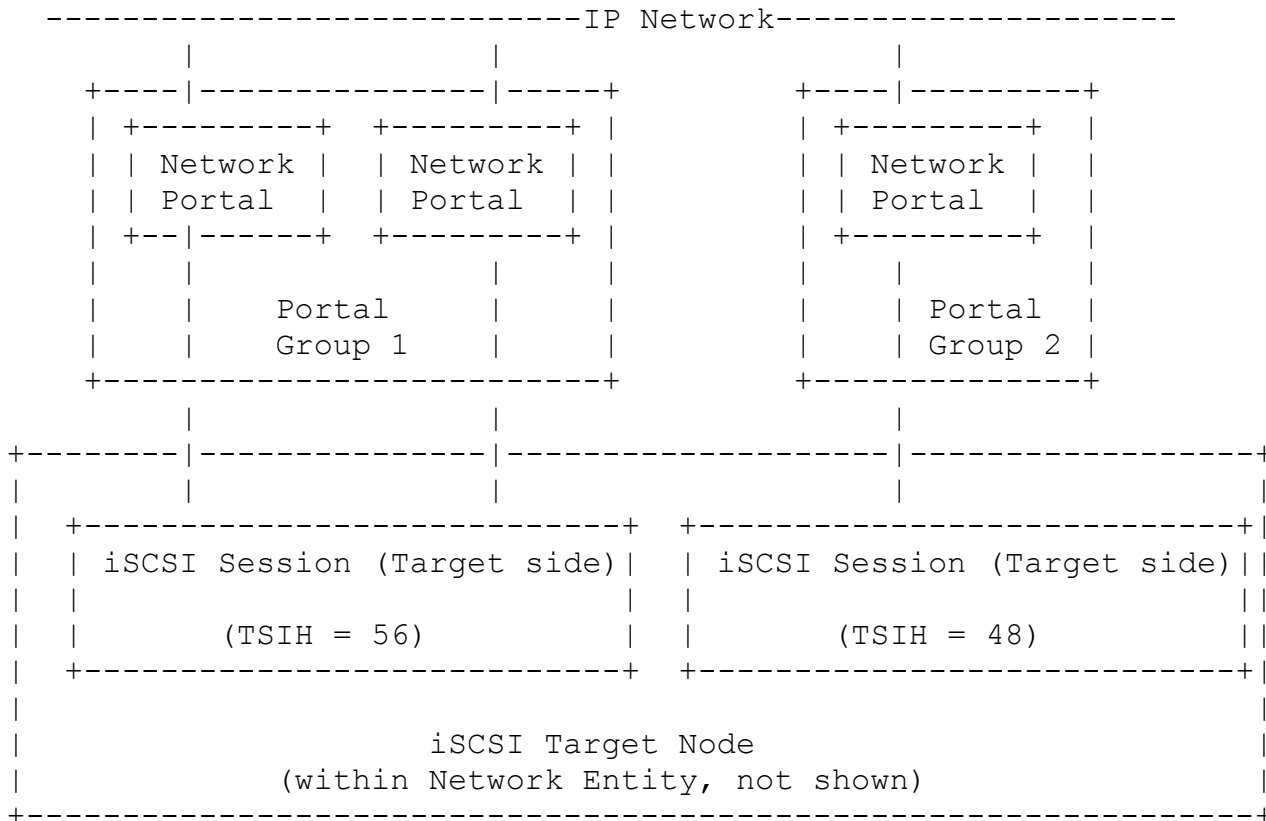 IP Network
Network Network Network
Portal Portal Portal
Portal Portal
Group 1 Group 2
iSCSI Session (Target side) iSCSI Session (Target side)
(TSIH = 56) (TSIH = 48)
iSCSI Target Node
(within Network Entity, not shown)